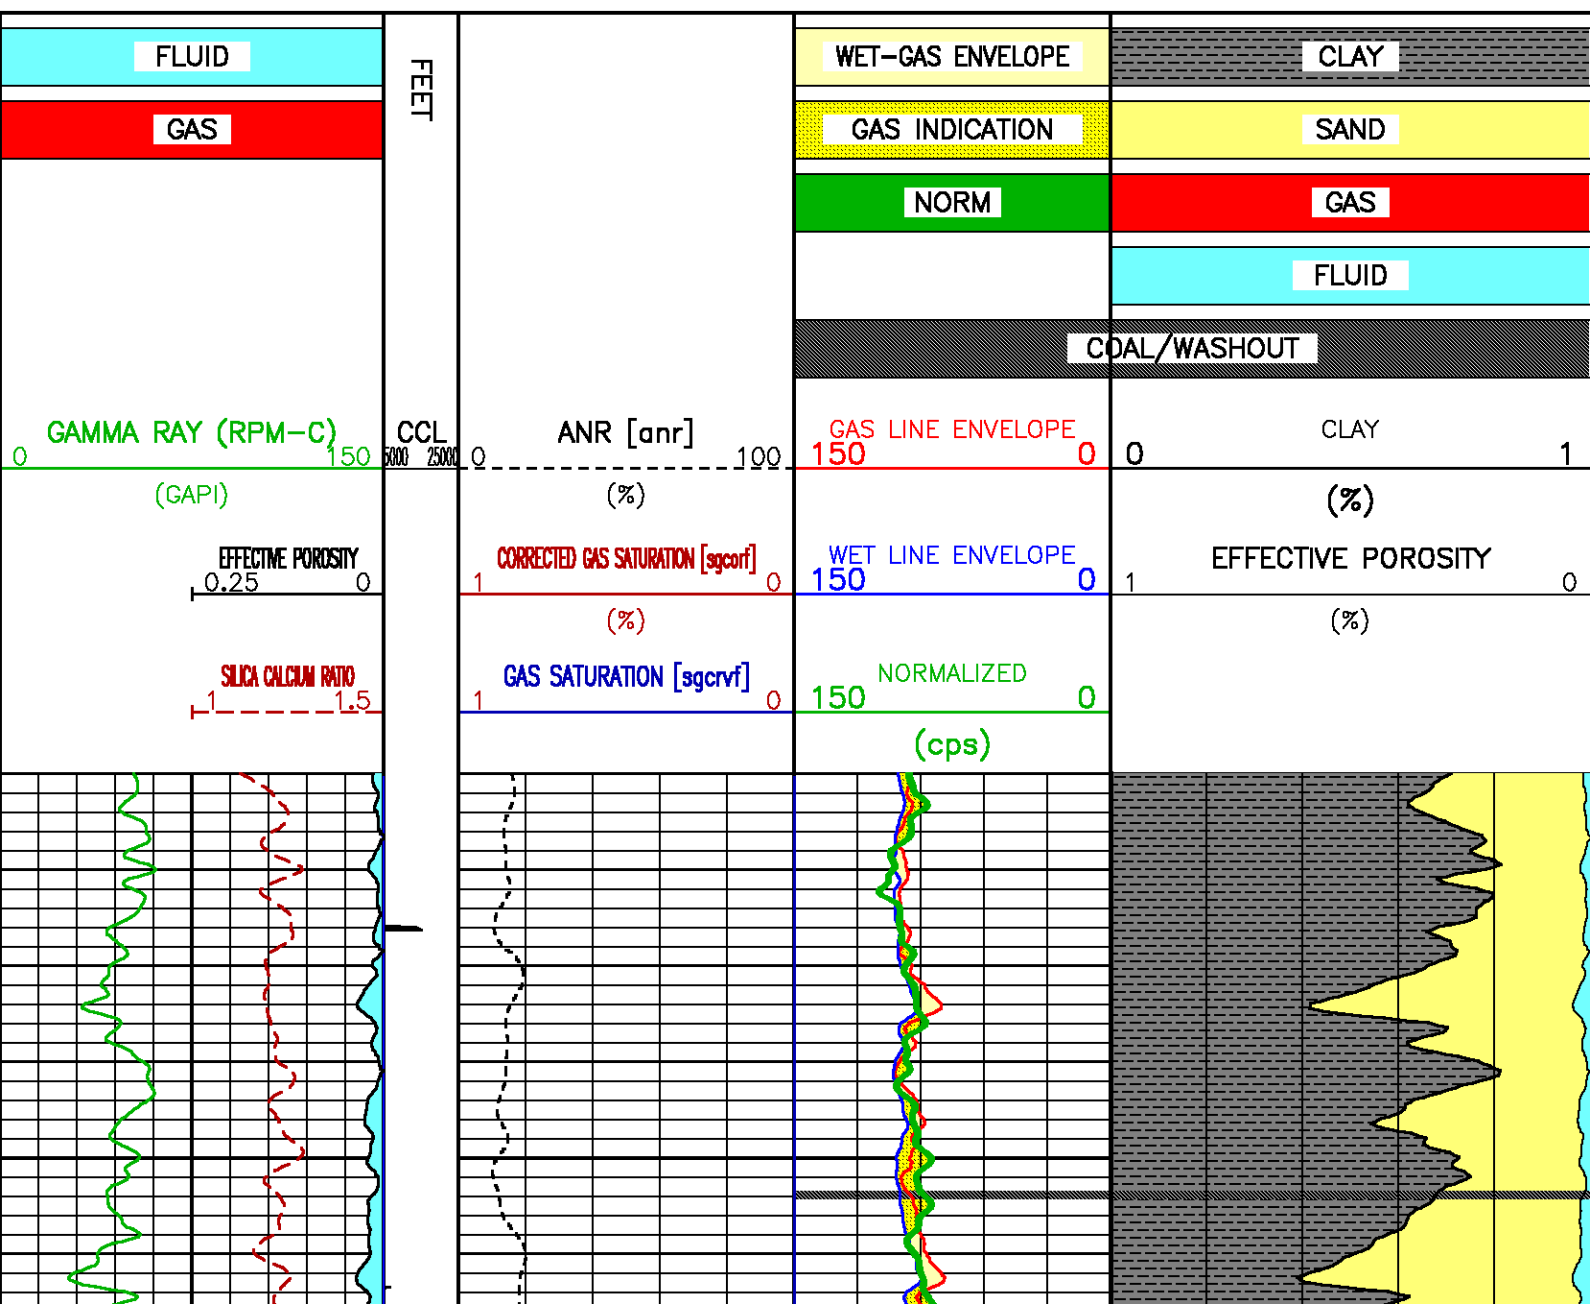 FLUID
GAS
FEET
WET-GAS ENVELOPE
GAS INDICATION
NORM
CLAY
SAND
GAS
FLUID
COAL/WASHOUT
GAMMA RAY (RPM-C)
0 150
(GAPI)
EFFECTIVE POROSITY
0.25 0
SILICA CALCIUM RATIO
1 1.5
CCL
5000 25000
ANR [anr]
0 100
(%)
CORRECTED GAS SATURATION [sgcorf]
1 0
(%)
GAS SATURATION [sgcrvf]
1 0
GAS LINE ENVELOPE
150 0
WET LINE ENVELOPE
150 0
NORMALIZED
150 0
(cps)
CLAY
0 1
(%)
EFFECTIVE POROSITY
1 0
(%)